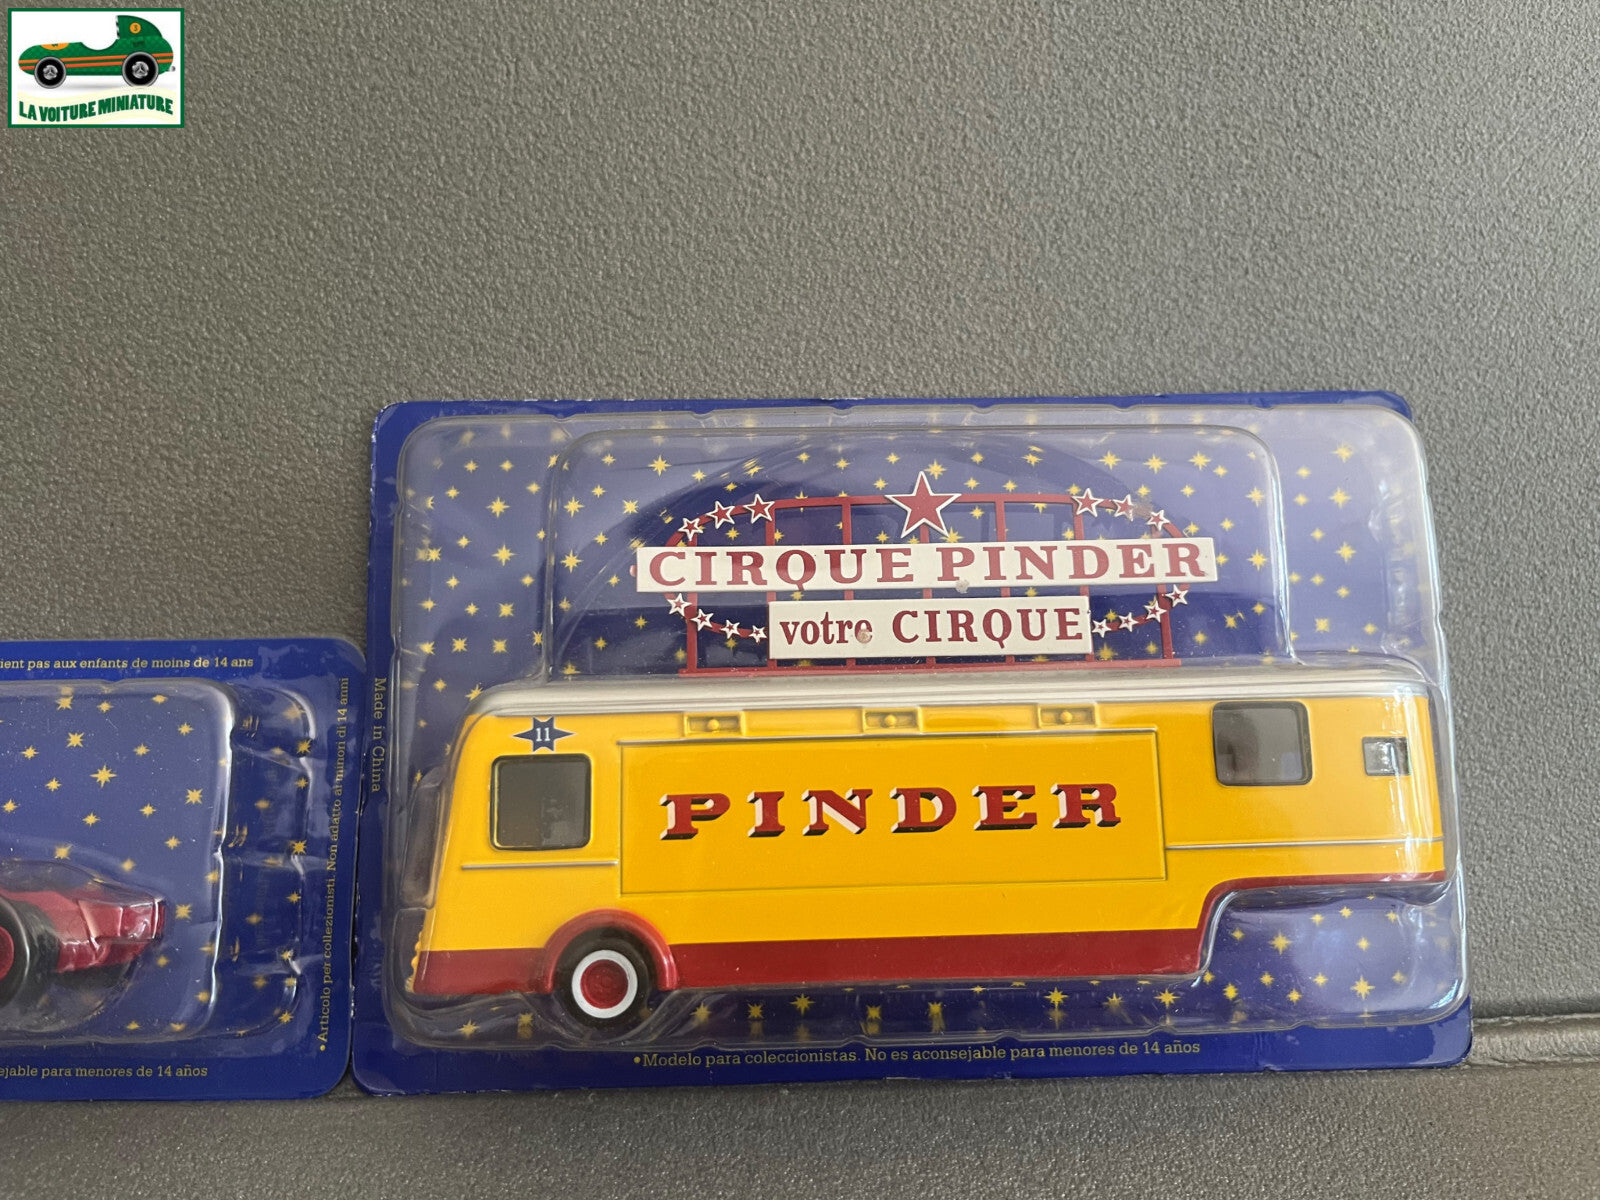 LA VOITURE MINIATURE
CIRQUE PINDER
votre CIRQUE
11
PINDER
Made in China
• Modelo para coleccionistas. No es aconsejable para menores de 14 años
ient pas aux enfants de moins de 14 ans
• Articolo per collezionisti. Non adatto ai minori di 14 anni
ejable para menores de 14 años